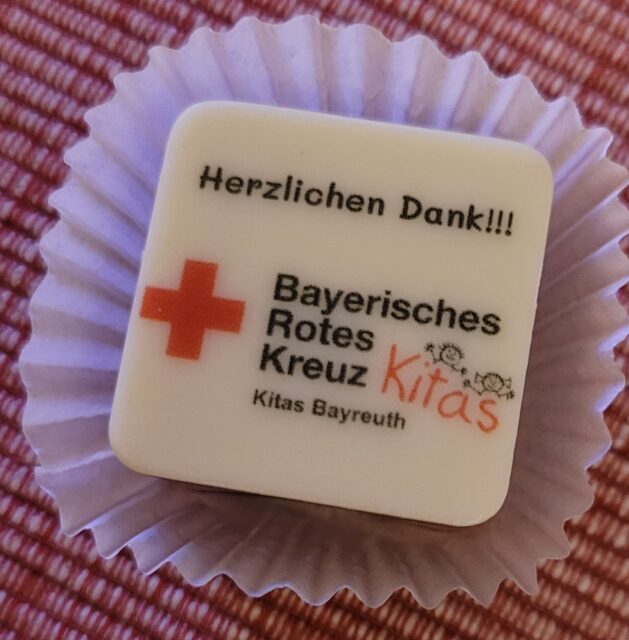 Herzlichen Dank!!!
Bayerisches
Rotes
Kreuz
Kitas
Kitas Bayreuth